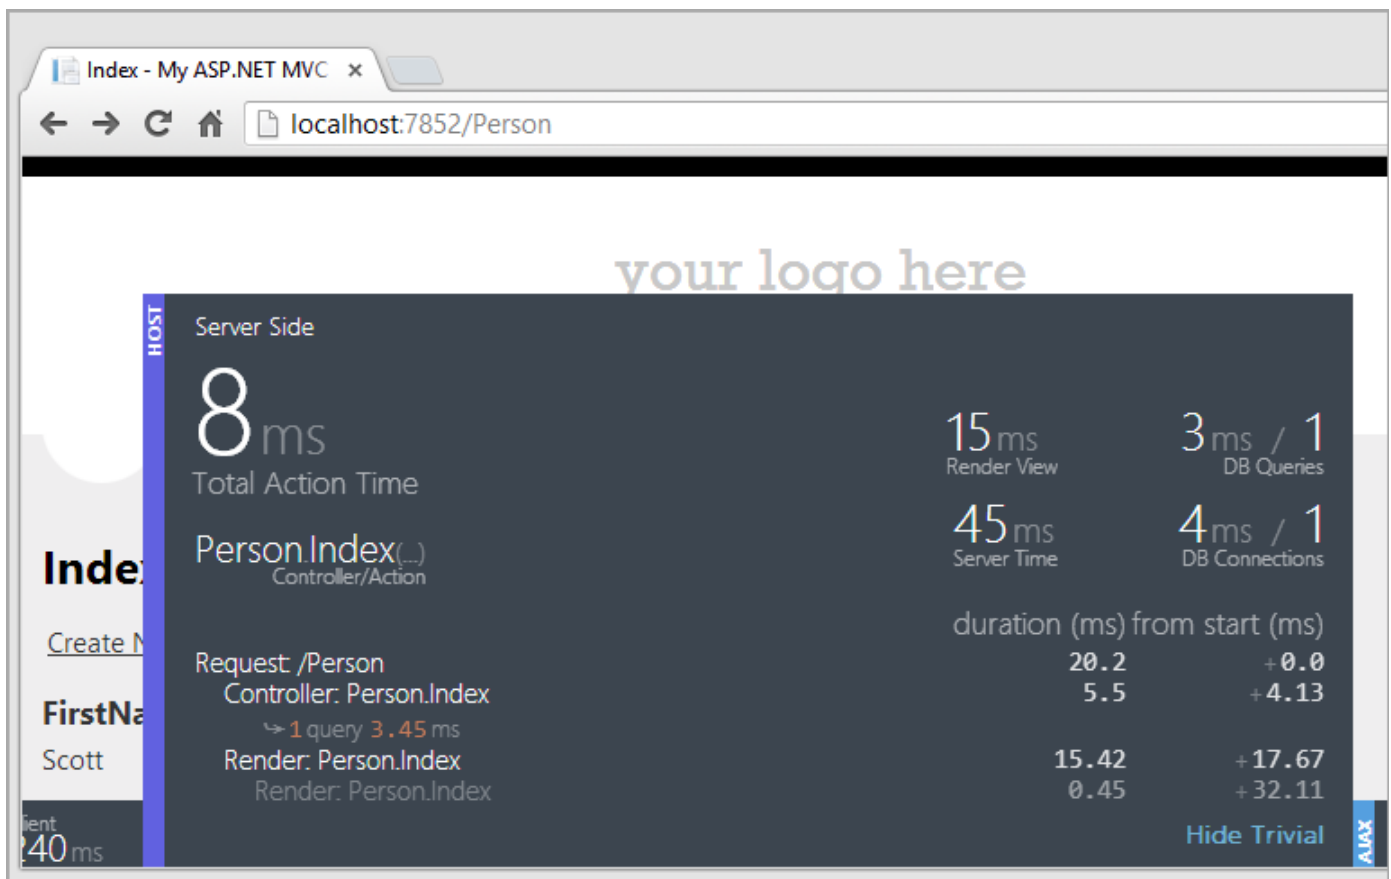 Index - My ASP.NET MVC
localhost:7852/Person
your logo here
HOST
Server Side
8 ms
Total Action Time
15 ms
Render View
3 ms / 1
DB Queries
Person.Index(...)
Controller/Action
45 ms
Server Time
4 ms / 1
DB Connections
duration (ms) from start (ms)
Request: /Person 20.2 +0.0
Controller: Person.Index 5.5 +4.13
1 query 3.45 ms
Render: Person.Index 15.42 +17.67
Render: Person.Index 0.45 +32.11
Hide Trivial
Create
Scott
ms
AJAX